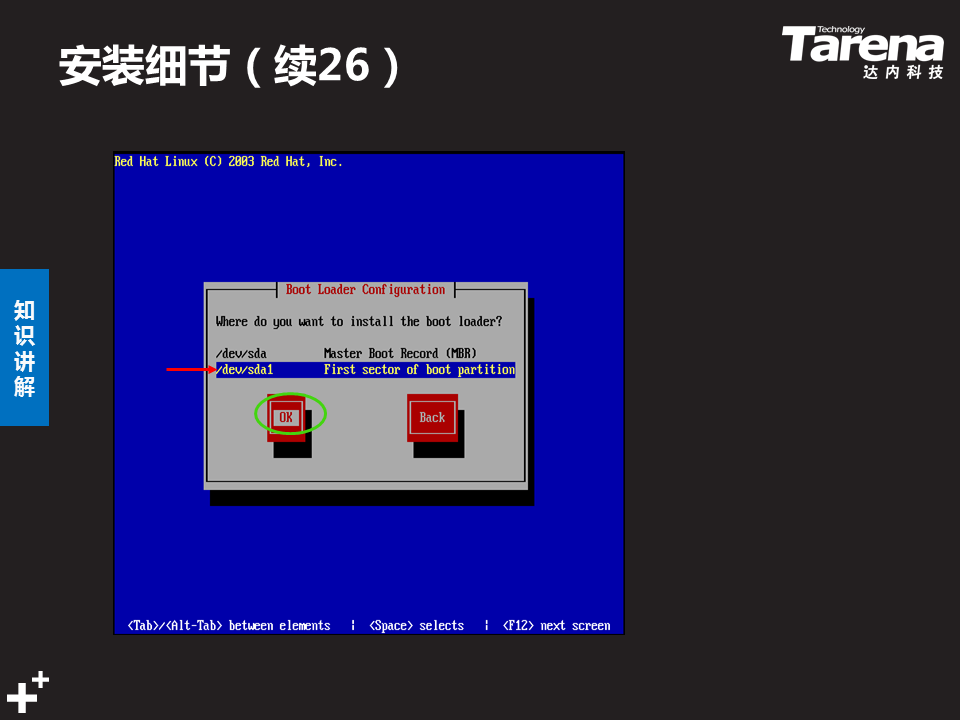 安装细节（续26）
Technology
Tarena
达内科技
Red Hat Linux (C) 2003 Red Hat, Inc.
Boot Loader Configuration
Where do you want to install the boot loader?
/dev/sda Master Boot Record (MBR)
/dev/sda1 First sector of boot partition
OK Back
<Tab>/<Alt-Tab> between elements | <Space> selects | <F12> next screen
知识讲解